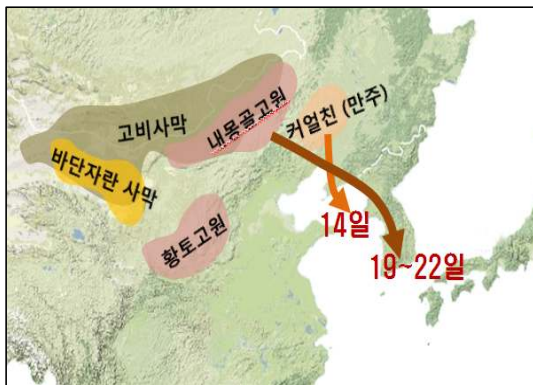 고비사막
내몽골고원
커얼친 (만주)
바단자란 사막
황토고원
14일
19~22일